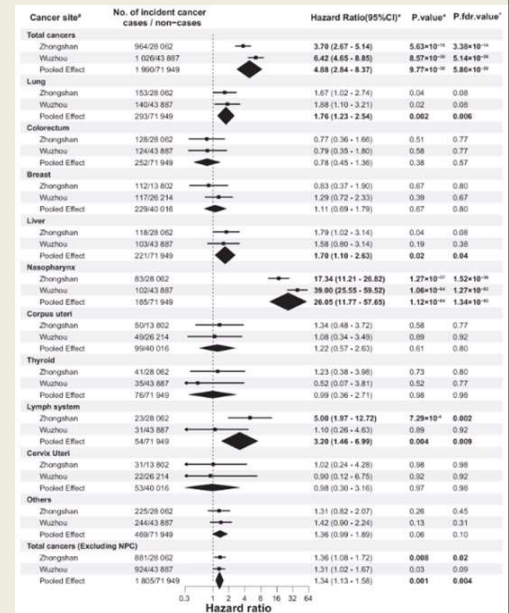 Cancer site# No. of incident cancer cases / non-cases Hazard Ratio(95%CI)* P.value* P.fdr.value^
Total cancers
Zhongshan 964/28 062 3.70 (2.67 - 5.14)
Wuzhou 1 026/43 887 6.42 (4.65 - 8.85)
Pooled Effect 1 990/71 949 4.88 (2.84 - 8.37)
Lung
Zhongshan 153/28 062 1.67 (1.02 - 2.74) 0.04 0.08
Wuzhou 140/43 887 1.88 (1.10 - 3.21) 0.02 0.08
Pooled Effect 293/71 949 1.76 (1.23 - 2.54) 0.002 0.006
Colorectum
Zhongshan 128/28 062 0.77 (0.36 - 1.66) 0.51 0.77
Wuzhou 124/43 887 0.79 (0.35 - 1.80) 0.58 0.77
Pooled Effect 252/71 949 0.78 (0.45 - 1.36) 0.38 0.57
Breast
Zhongshan 112/13 802 0.83 (0.37 - 1.90) 0.67 0.80
Wuzhou 117/26 214 1.29 (0.72 - 2.33) 0.39 0.67
Pooled Effect 229/40 016 1.11 (0.69 - 1.79) 0.67 0.80
Liver
Zhongshan 118/28 062 1.79 (1.02 - 3.14) 0.04 0.08
Wuzhou 103/43 887 1.58 (0.80 - 3.14) 0.19 0.38
Pooled Effect 221/71 949 1.70 (1.10 - 2.63) 0.02 0.04
Nasopharynx
Zhongshan 83/28 062 17.34 (11.21 - 26.82)
Wuzhou 102/43 887 39.00 (25.55 - 59.52)
Pooled Effect 185/71 949 26.05 (11.77 - 57.65)
Corpus uteri
Zhongshan 50/13 802 1.34 (0.48 - 3.72) 0.58 0.77
Wuzhou 49/26 214 1.08 (0.34 - 3.49) 0.89 0.92
Pooled Effect 99/40 016 1.22 (0.57 - 2.63) 0.61 0.80
Thyroid
Zhongshan 41/28 062 1.23 (0.38 - 3.98) 0.73 0.80
Wuzhou 35/43 887 0.52 (0.07 - 3.81) 0.52 0.77
Pooled Effect 76/71 949 0.99 (0.36 - 2.71) 0.98 0.98
Lymph system
Zhongshan 23/28 062 5.00 (1.97 - 12.72) 0.002
Wuzhou 31/43 887 1.10 (0.26 - 4.63) 0.89 0.92
Pooled Effect 54/71 949 3.20 (1.46 - 6.99) 0.004 0.009
Cervix Uteri
Zhongshan 31/13 802 1.02 (0.24 - 4.28) 0.98 0.98
Wuzhou 22/26 214 0.90 (0.12 - 6.75) 0.92 0.92
Pooled Effect 53/40 016 0.98 (0.30 - 3.16) 0.97 0.98
Others
Zhongshan 225/28 062 1.31 (0.82 - 2.07) 0.26 0.45
Wuzhou 244/43 887 1.42 (0.90 - 2.24) 0.13 0.31
Pooled Effect 469/71 949 1.36 (0.99 - 1.89) 0.06 0.10
Total cancers (Excluding NPC)
Zhongshan 881/28 062 1.36 (1.08 - 1.72) 0.008 0.02
Wuzhou 924/43 887 1.31 (1.02 - 1.67) 0.03 0.09
Pooled Effect 1 805/71 949 1.34 (1.13 - 1.58) 0.001 0.004
0.3 1 2 4 8 16 32 64
Hazard ratio